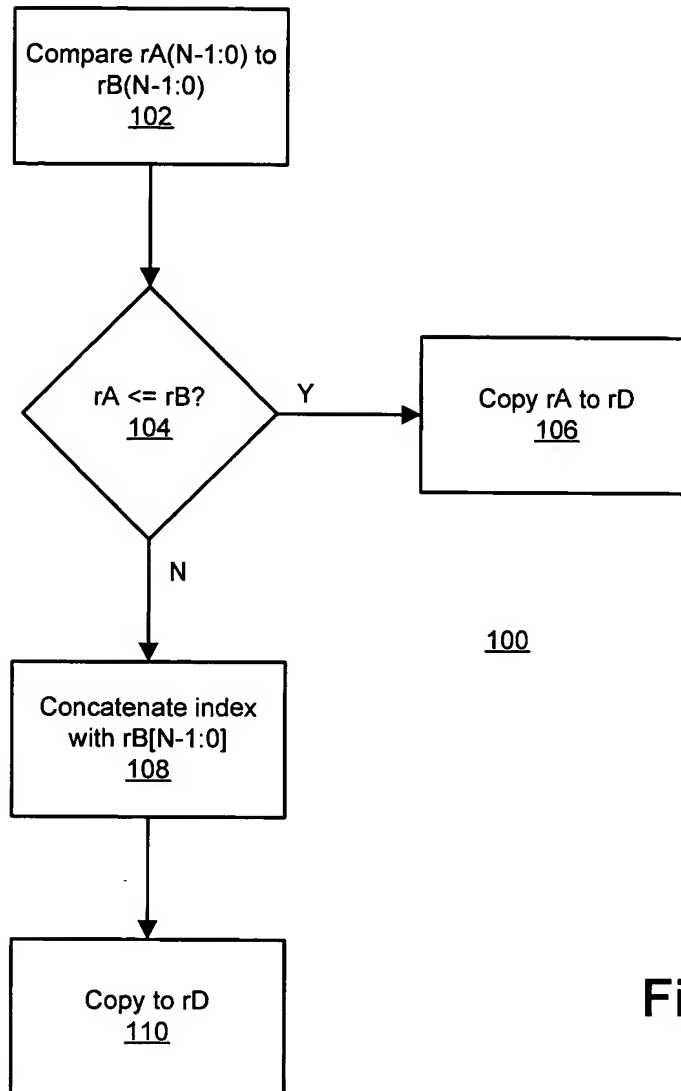 Compare rA(N-1:0) to
rB(N-1:0)
102
rA <= rB?
104
Y
Copy rA to rD
106
N
100
Concatenate index
with rB[N-1:0]
108
Copy to rD
110